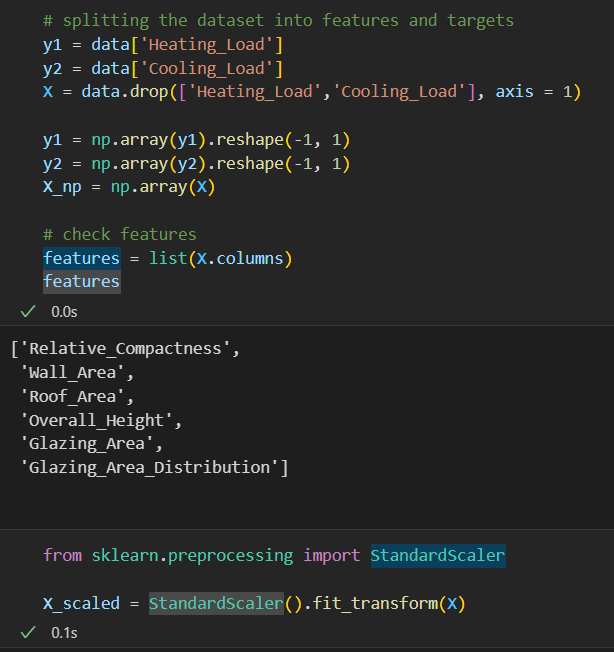 # splitting the dataset into features and targets
y1 = data['Heating_Load']
y2 = data['Cooling_Load']
X = data.drop(['Heating_Load','Cooling_Load'], axis = 1)
y1 = np.array(y1).reshape(-1, 1)
y2 = np.array(y2).reshape(-1, 1)
X_np = np.array(X)
# check features
features = list(X.columns)
features
0.0s
['Relative_Compactness',
 'Wall_Area',
 'Roof_Area',
 'Overall_Height',
 'Glazing_Area',
 'Glazing_Area_Distribution']
from sklearn.preprocessing import StandardScaler
X_scaled = StandardScaler().fit_transform(X)
0.1s